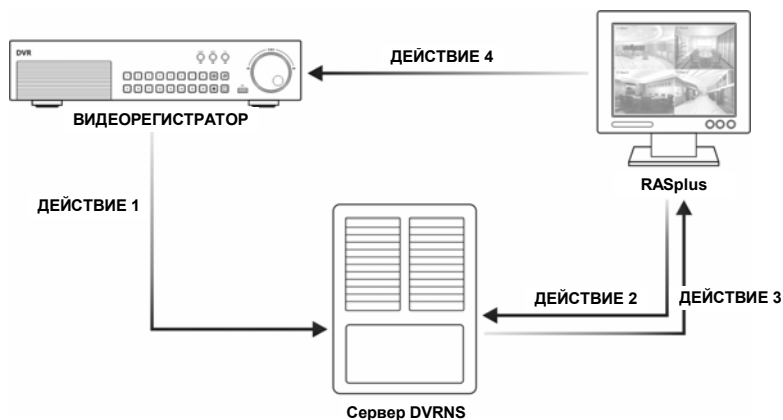 DVR
ДЕЙСТВИЕ 4
ВИДЕОРЕГИСТРАТОР
RASplus
ДЕЙСТВИЕ 1
ДЕЙСТВИЕ 2
ДЕЙСТВИЕ 3
Сервер DVRNS